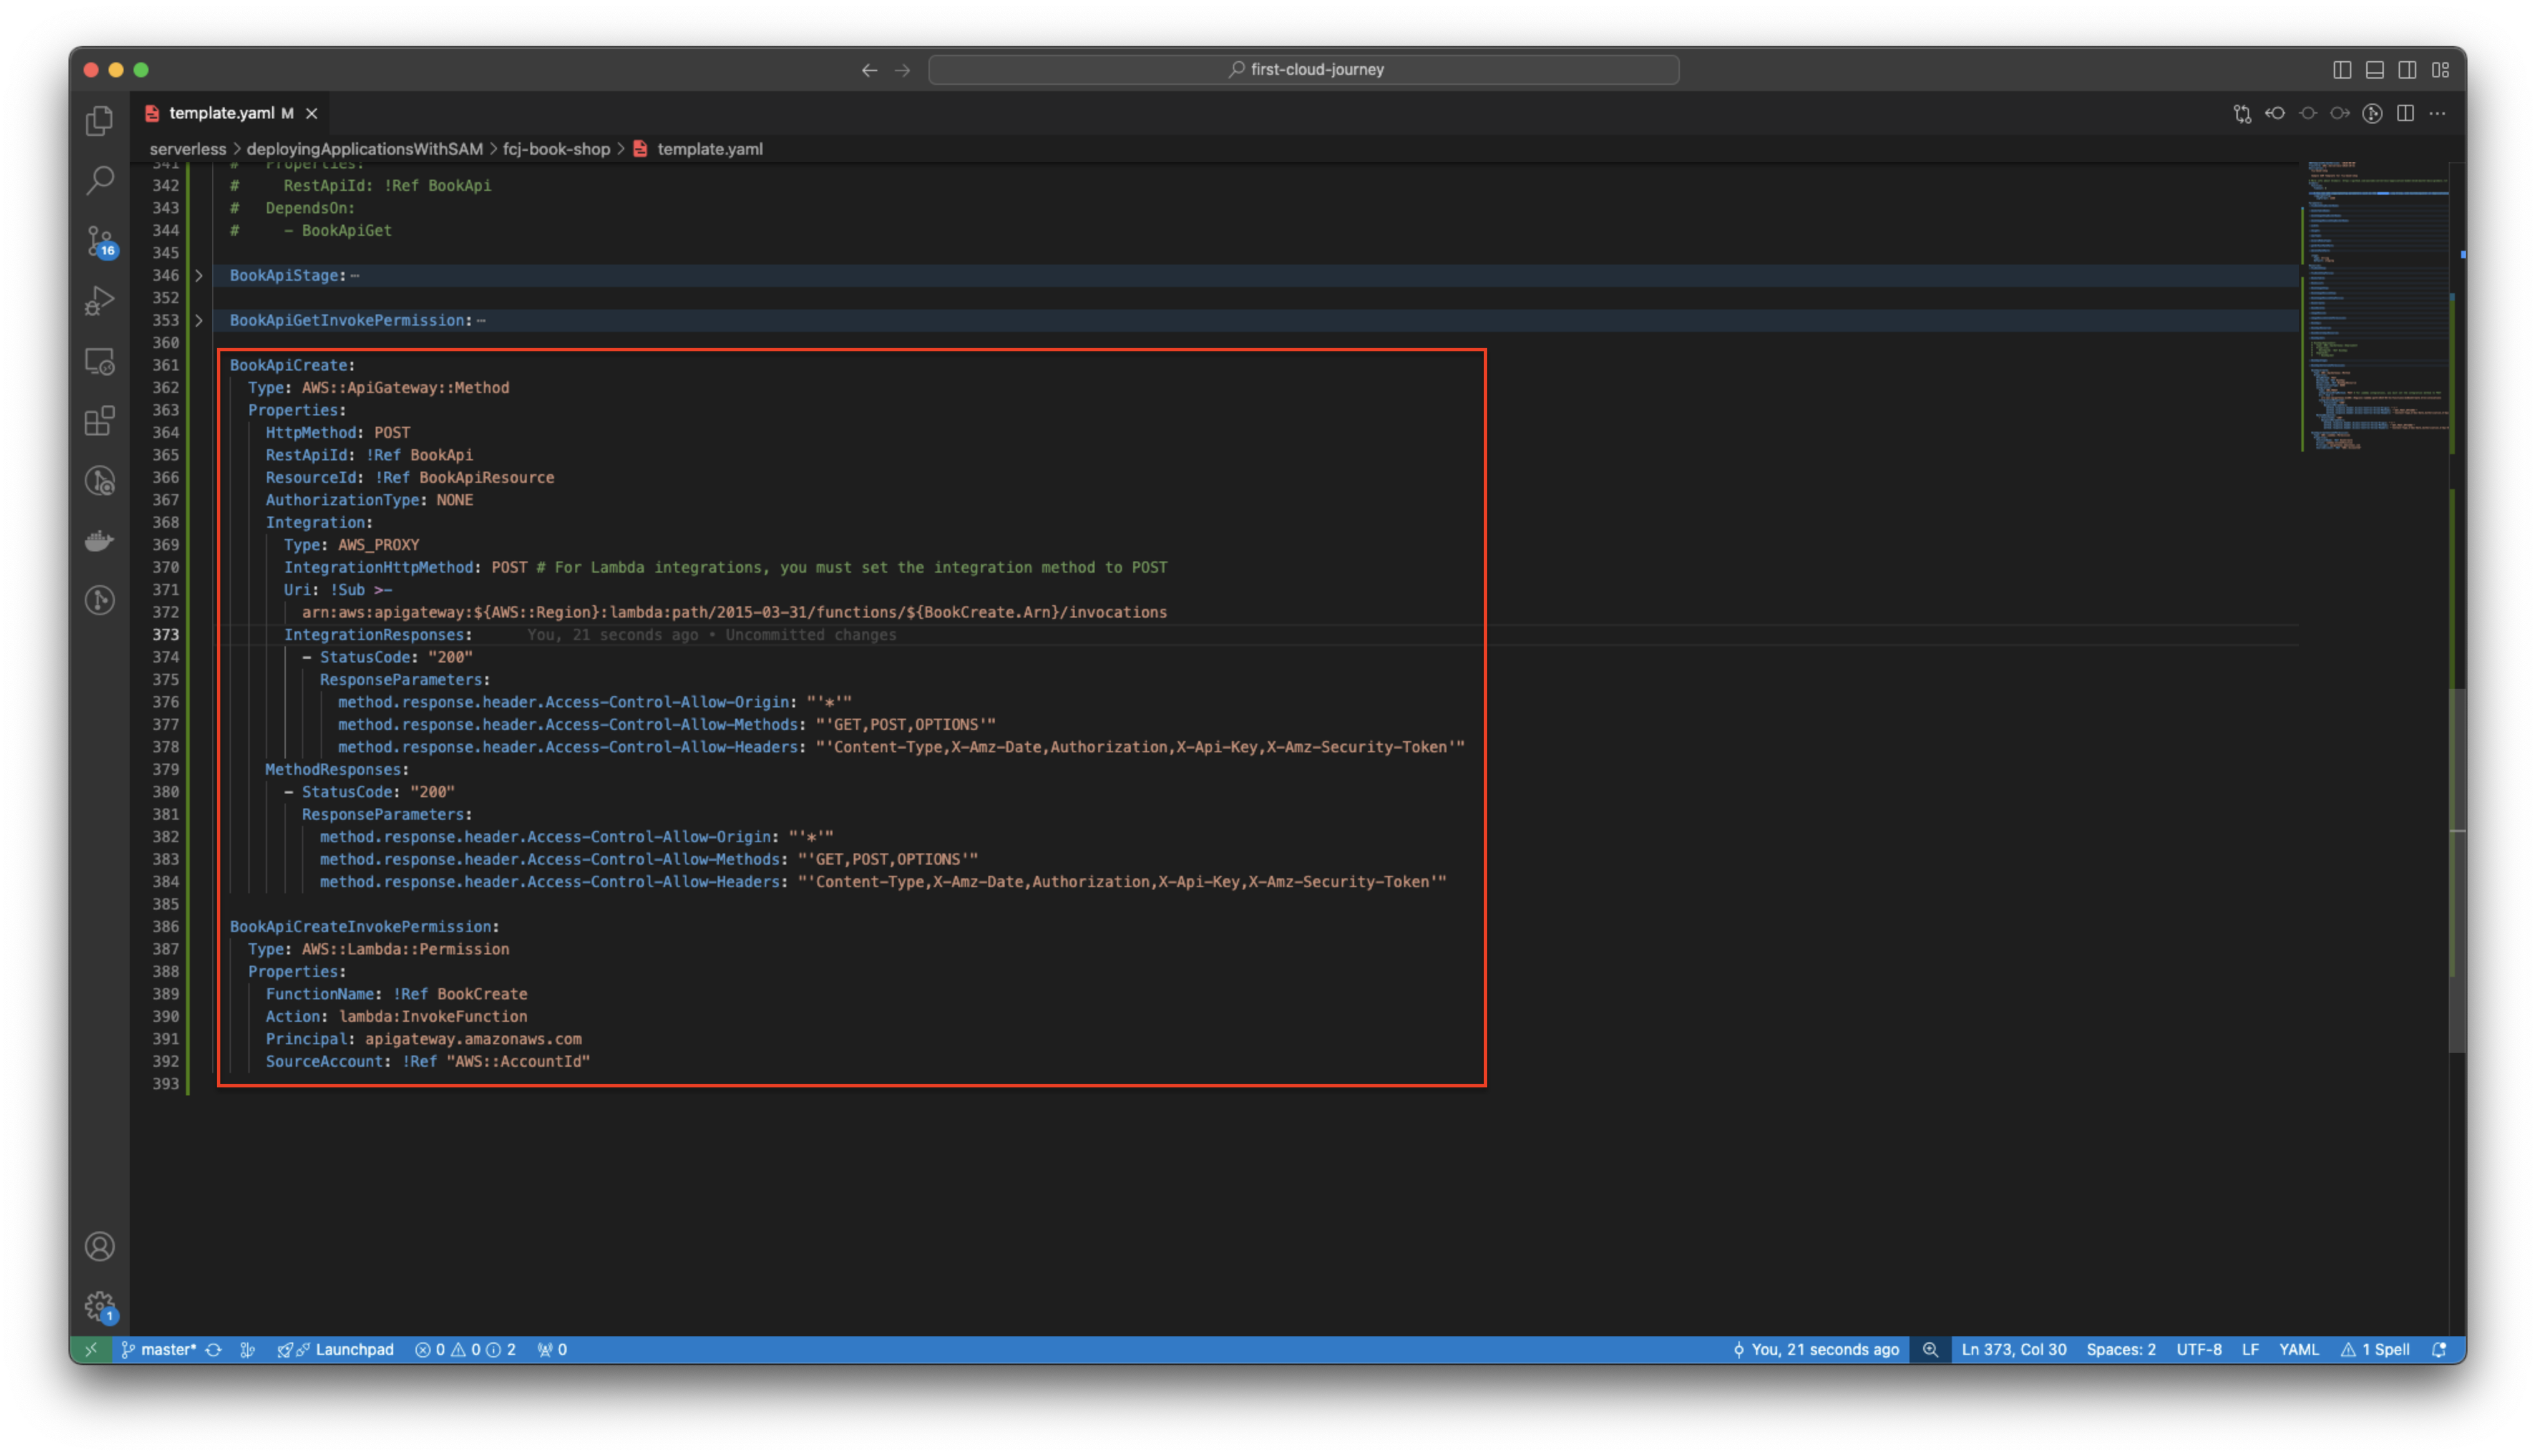 first-cloud-journey
template.yaml M
serverless > deployingApplicationsWithSAM > fcj-book-shop > template.yaml
341 # Properties:
342 # RestApiId: !Ref BookApi
343 # DependsOn:
344 # - BookApiGet
345
346 BookApiStage:
352
353 BookApiGetInvokePermission:
360
361 BookApiCreate:
362 Type: AWS::ApiGateway::Method
363 Properties:
364 HttpMethod: POST
365 RestApiId: !Ref BookApi
366 ResourceId: !Ref BookApiResource
367 AuthorizationType: NONE
368 Integration:
369 Type: AWS_PROXY
370 IntegrationHttpMethod: POST # For Lambda integrations, you must set the integration method to POST
371 Uri: !Sub >-
372 arn:aws:apigateway:${AWS::Region}:lambda:path/2015-03-31/functions/${BookCreate.Arn}/invocations
373 IntegrationResponses: You, 21 seconds ago • Uncommitted changes
374 - StatusCode: "200"
375 ResponseParameters:
376 method.response.header.Access-Control-Allow-Origin: "'*'"
377 method.response.header.Access-Control-Allow-Methods: "'GET,POST,OPTIONS'"
378 method.response.header.Access-Control-Allow-Headers: "'Content-Type,X-Amz-Date,Authorization,X-Api-Key,X-Amz-Security-Token'"
379 MethodResponses:
380 - StatusCode: "200"
381 ResponseParameters:
382 method.response.header.Access-Control-Allow-Origin: "'*'"
383 method.response.header.Access-Control-Allow-Methods: "'GET,POST,OPTIONS'"
384 method.response.header.Access-Control-Allow-Headers: "'Content-Type,X-Amz-Date,Authorization,X-Api-Key,X-Amz-Security-Token'"
385
386 BookApiCreateInvokePermission:
387 Type: AWS::Lambda::Permission
388 Properties:
389 FunctionName: !Ref BookCreate
390 Action: lambda:InvokeFunction
391 Principal: apigateway.amazonaws.com
392 SourceAccount: !Ref "AWS::AccountId"
393
16
1
master* Launchpad 0 0 2 0 You, 21 seconds ago Ln 373, Col 30 Spaces: 2 UTF-8 LF YAML 1 Spell